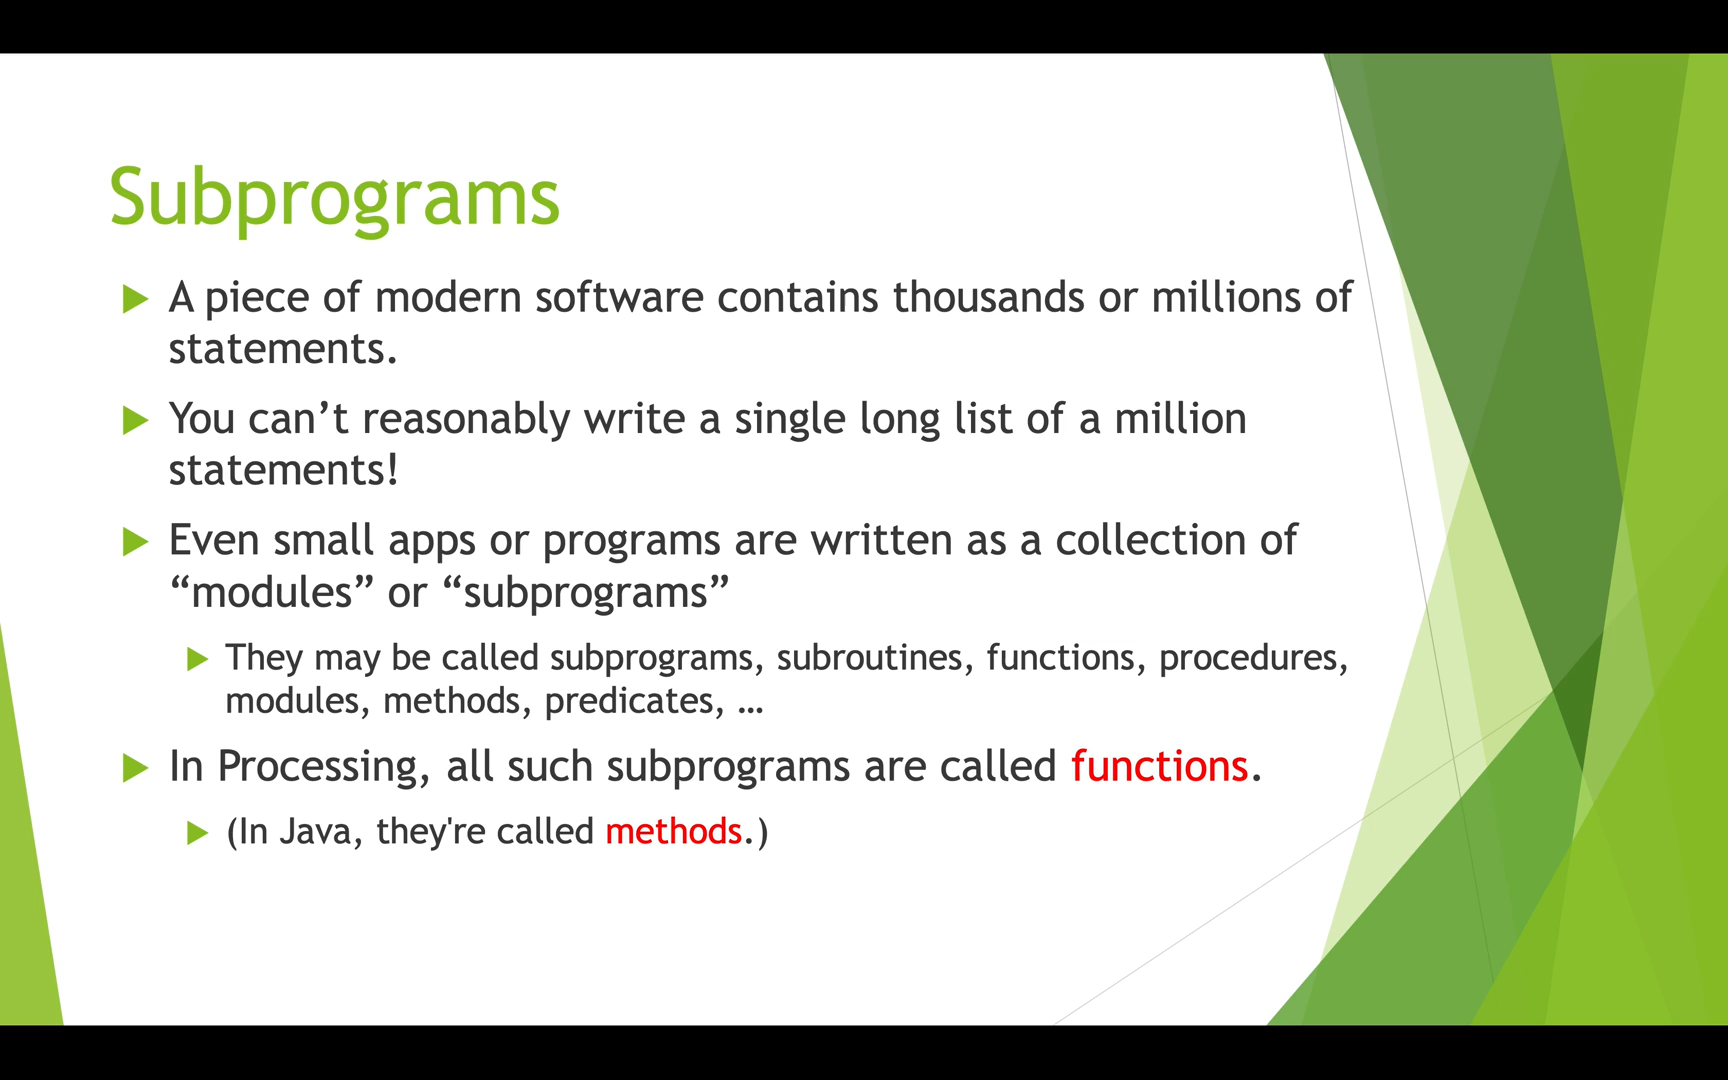 Subprograms
A piece of modern software contains thousands or millions of
statements.
You can’t reasonably write a single long list of a million
statements!
Even small apps or programs are written as a collection of
“modules” or “subprograms”
They may be called subprograms, subroutines, functions, procedures,
modules, methods, predicates, …
In Processing, all such subprograms are called functions.
(In Java, they're called methods.)